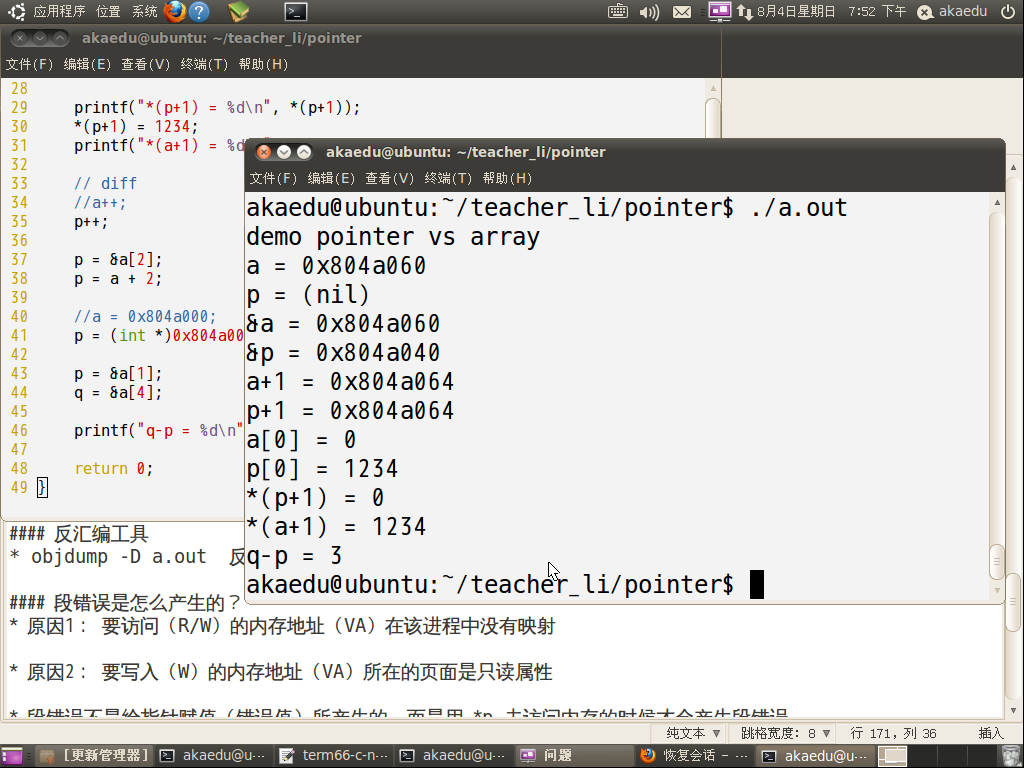 应用程序 位置 系统 8月4日星期日 7:52 下午 akaedu
akaedu@ubuntu: ~/teacher_li/pointer
文件(F) 编辑(E) 查看(V) 终端(T) 帮助(H)
28
29 printf("*(p+1) = %d\n", *(p+1));
30 *(p+1) = 1234;
31 printf("*(a+1) = %d
32
33 // diff
34 //a++;
35 p++;
36
37 p = &a[2];
38 p = a + 2;
39
40 //a = 0x804a000;
41 p = (int *)0x804a00
42
43 p = &a[1];
44 q = &a[4];
45
46 printf("q-p = %d\n"
47
48 return 0;
49 }
akaedu@ubuntu: ~/teacher_li/pointer
文件(F) 编辑(E) 查看(V) 终端(T) 帮助(H)
akaedu@ubuntu:~/teacher_li/pointer$ ./a.out
demo pointer vs array
a = 0x804a060
p = (nil)
&a = 0x804a060
&p = 0x804a040
a+1 = 0x804a064
p+1 = 0x804a064
a[0] = 0
p[0] = 1234
*(p+1) = 0
*(a+1) = 1234
q-p = 3
akaedu@ubuntu:~/teacher_li/pointer$
#### 反汇编工具
* objdump -D a.out 反
#### 段错误是怎么产生的？
* 原因1： 要访问（R/W）的内存地址（VA）在该进程中没有映射
* 原因2： 要写入（W）的内存地址（VA）所在的页面是只读属性
* 段错误不是给指针赋值（错误值）所产生的，而是用 *p 去访问内存的时候才会产生段错误
纯文本 跳格宽度： 8 行 171，列 36 插入
[更新管理器] akaedu@u··· term66-c-n··· akaedu@u··· 问题 恢复会话 - ··· akaedu@u···